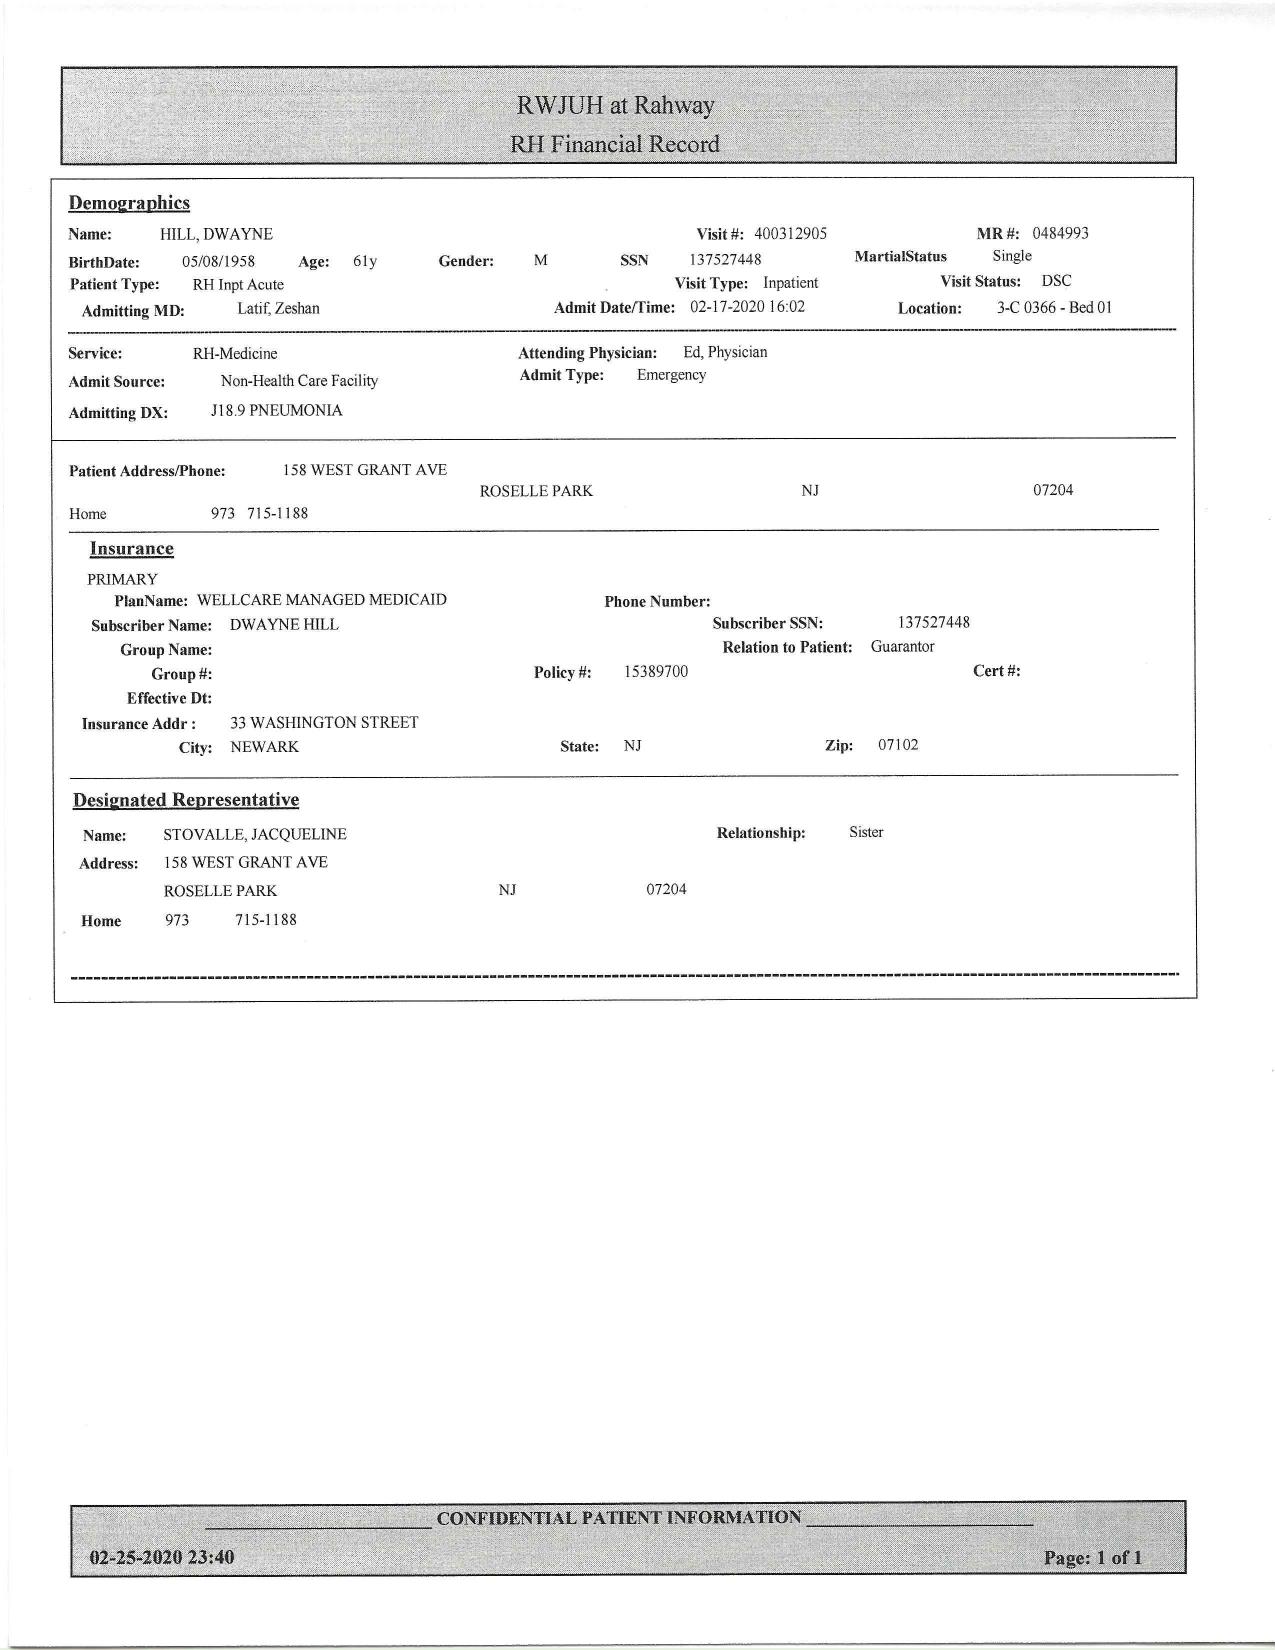 RWJUH at Rahway
RH Financial Record
Demographics
Name: HILL, DWAYNE Visit #: 400312905 MR #: 0484993
BirthDate: 05/08/1958 Age: 61y Gender: M SSN 137527448 MartialStatus Single
Patient Type: RH Inpt Acute Visit Type: Inpatient Visit Status: DSC
Admitting MD: Latif, Zeshan Admit Date/Time: 02-17-2020 16:02 Location: 3-C 0366 - Bed 01
Service: RH-Medicine Attending Physician: Ed, Physician
Admit Source: Non-Health Care Facility Admit Type: Emergency
Admitting DX: J18.9 PNEUMONIA
Patient Address/Phone: 158 WEST GRANT AVE
ROSELLE PARK NJ 07204
Home 973 715-1188
Insurance
PRIMARY
PlanName: WELLCARE MANAGED MEDICAID Phone Number:
Subscriber Name: DWAYNE HILL Subscriber SSN: 137527448
Group Name: Relation to Patient: Guarantor
Group #: Policy #: 15389700 Cert #:
Effective Dt:
Insurance Addr : 33 WASHINGTON STREET
City: NEWARK State: NJ Zip: 07102
Designated Representative
Name: STOVALLE, JACQUELINE Relationship: Sister
Address: 158 WEST GRANT AVE
ROSELLE PARK NJ 07204
Home 973 715-1188
CONFIDENTIAL PATIENT INFORMATION
02-25-2020 23:40 Page: 1 of 1